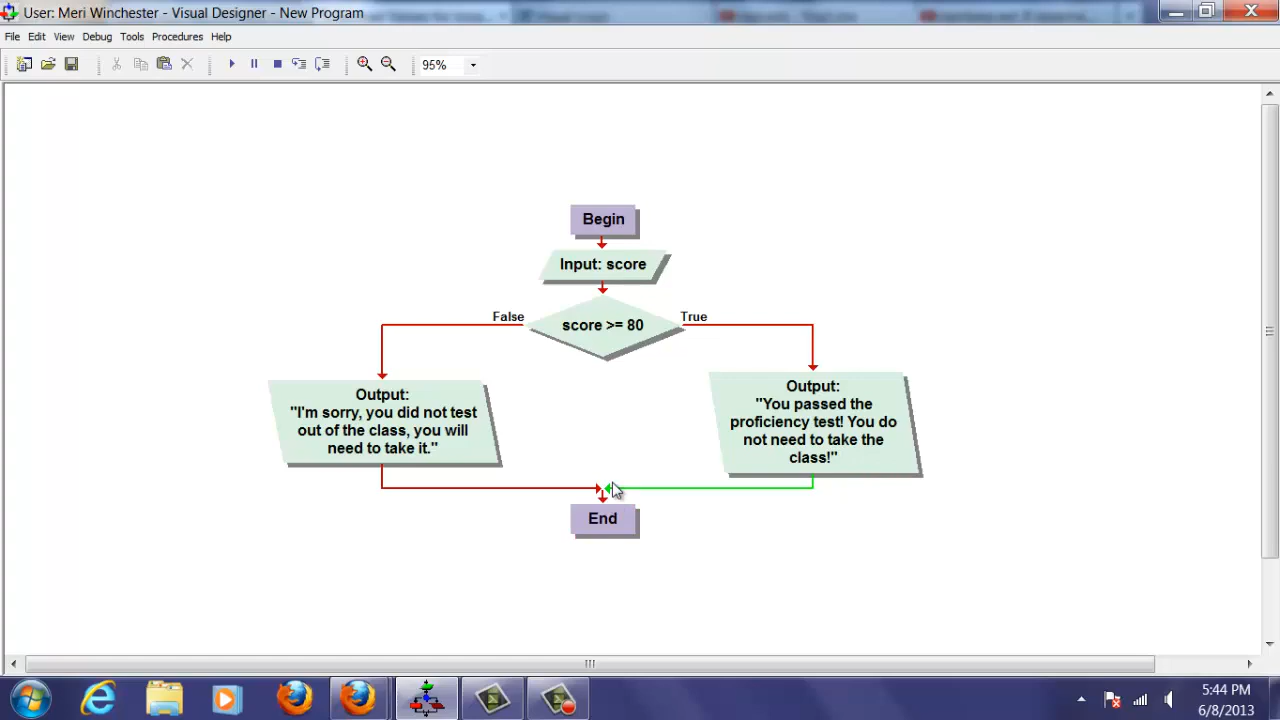 User: Meri Winchester - Visual Designer - New Program
File Edit View Debug Tools Procedures Help
95%
Begin
Input: score
False
score >= 80
True
Output:
"I'm sorry, you did not test
out of the class, you will
need to take it."
Output:
"You passed the
proficiency test! You do
not need to take the
class!"
End
5:44 PM
6/8/2013